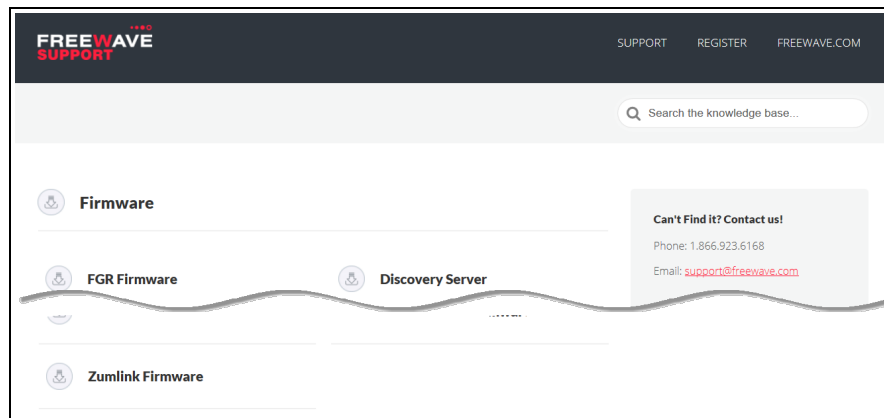 FREEWAVE
SUPPORT
SUPPORT REGISTER FREEWAVE.COM
Search the knowledge base...
Firmware
Can't Find it? Contact us!
Phone: 1.866.923.6168
Email: support@freewave.com
FGR Firmware
Discovery Server
Zumlink Firmware